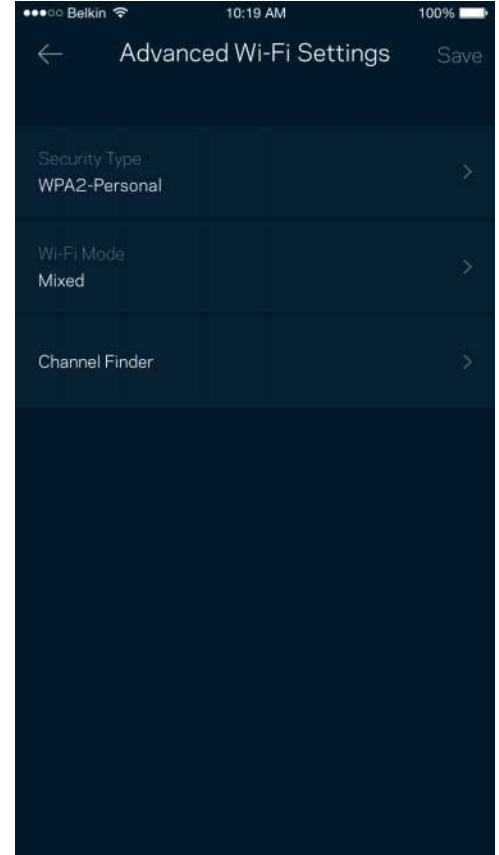 Belkin 10:19 AM 100%
Advanced Wi-Fi Settings Save
Security Type
WPA2-Personal
Wi-Fi Mode
Mixed
Channel Finder